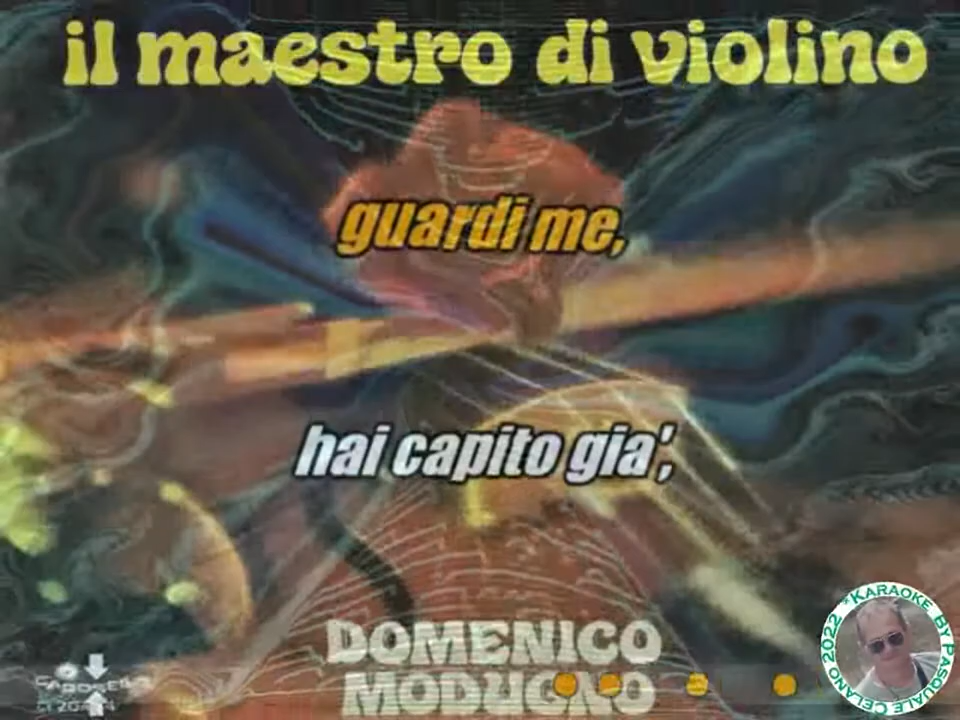 il maestro di violino
guardi me,
hai capito gia',
DOMENICO
MODUGNO
*KARAOKE BY PASQUALE CELANO 2022